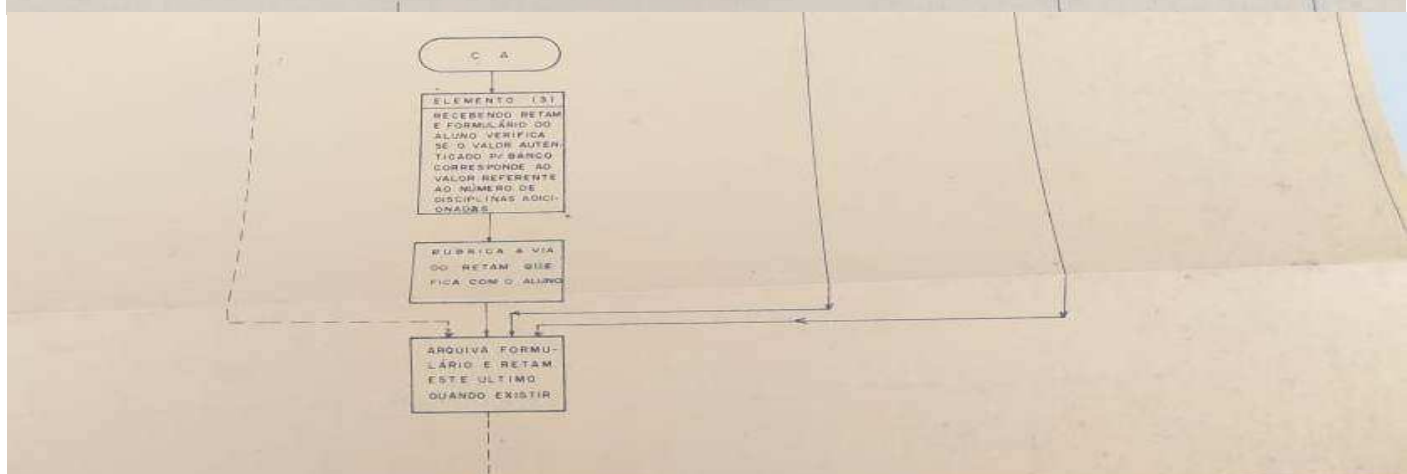 C A
ELEMENTO (3)
RECEBENDO RETAM
E FORMULÁRIO DO
ALUNO VERIFICA
SE O VALOR AUTEN-
TICADO P/ BANCO
CORRESPONDE AO
VALOR REFERENTE
AO NÚMERO DE
DISCIPLINAS ADICI-
ONADAS
RUBRICA A VIA
DO RETAM QUE
FICA COM O ALUNO
ARQUIVA FORMU-
LÁRIO E RETAM
ESTE ULTIMO
QUANDO EXISTIR